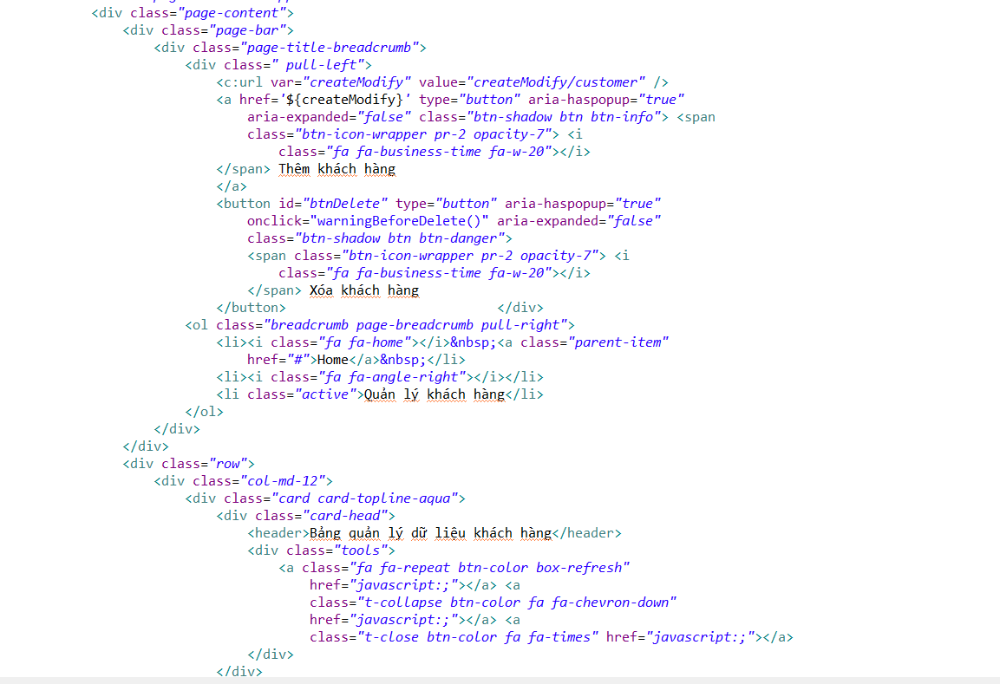 <div class="page-content">
<div class="page-bar">
<div class="page-title-breadcrumb">
<div class=" pull-left">
<c:url var="createModify" value="createModify/customer" />
<a href='${createModify}' type="button" aria-haspopup="true"
aria-expanded="false" class="btn-shadow btn btn-info"> <span
class="btn-icon-wrapper pr-2 opacity-7"> <i
class="fa fa-business-time fa-w-20"></i>
</span> Thêm khách hàng
</a>
<button id="btnDelete" type="button" aria-haspopup="true"
onclick="warningBeforeDelete()" aria-expanded="false"
class="btn-shadow btn btn-danger">
<span class="btn-icon-wrapper pr-2 opacity-7"> <i
class="fa fa-business-time fa-w-20"></i>
</span> Xóa khách hàng
</button> </div>
<ol class="breadcrumb page-breadcrumb pull-right">
<li><i class="fa fa-home"></i>&nbsp;<a class="parent-item"
href="#">Home</a>&nbsp;</li>
<li><i class="fa fa-angle-right"></i></li>
<li class="active">Quản lý khách hàng</li>
</ol>
</div>
</div>
<div class="row">
<div class="col-md-12">
<div class="card card-topline-aqua">
<div class="card-head">
<header>Bảng quản lý dữ liệu khách hàng</header>
<div class="tools">
<a class="fa fa-repeat btn-color box-refresh"
href="javascript:;"></a> <a
class="t-collapse btn-color fa fa-chevron-down"
href="javascript:;"></a> <a
class="t-close btn-color fa fa-times" href="javascript:;"></a>
</div>
</div>